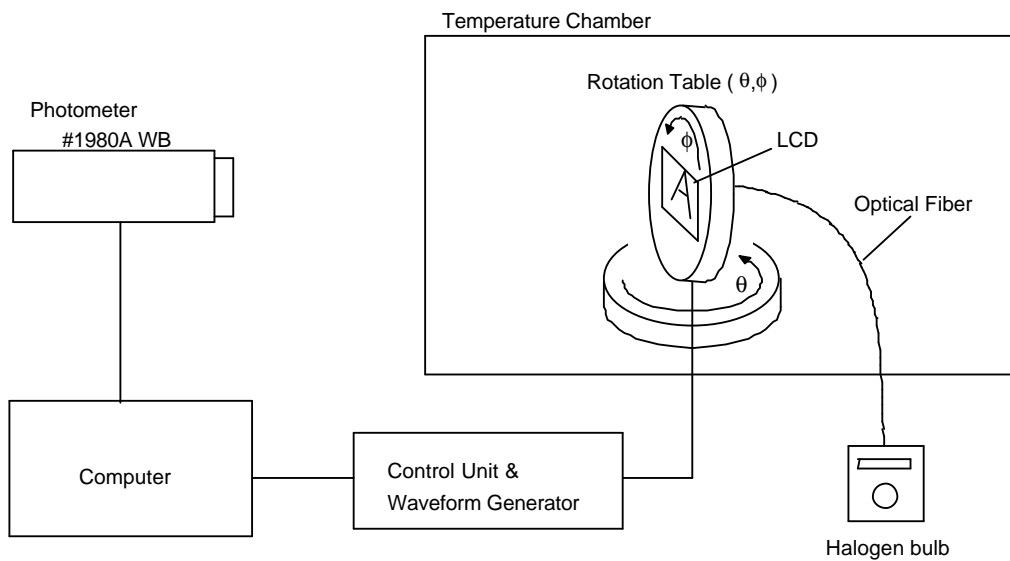 Temperature Chamber
Rotation Table ( θ,ϕ )
Photometer
#1980A WB
ϕ
LCD
A
Optical Fiber
θ
Computer
Control Unit &
Waveform Generator
Halogen bulb